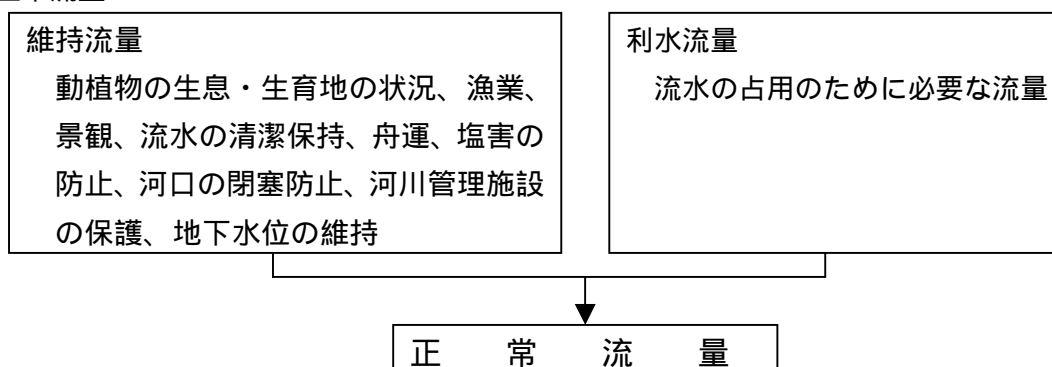 維持流量
動植物の生息・生育地の状況、漁業、
景観、流水の清潔保持、舟運、塩害の
防止、河口の閉塞防止、河川管理施設
の保護、地下水位の維持
利水流量
流水の占用のために必要な流量
正 常 流 量